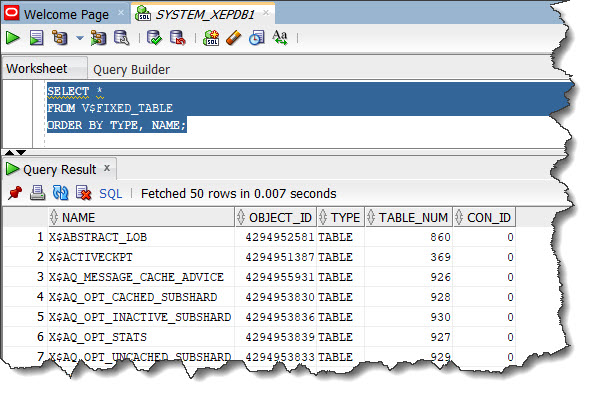 Welcome Page SYSTEM_XEPDB1
SQL
Aa
Worksheet Query Builder
SELECT *
FROM V$FIXED_TABLE
ORDER BY TYPE, NAME;
Query Result
SQL Fetched 50 rows in 0.007 seconds
NAME OBJECT_ID TYPE TABLE_NUM CON_ID
1 X$ABSTRACT_LOB 4294952581 TABLE 860 0
2 X$ACTIVECKPT 4294951387 TABLE 369 0
3 X$AQ_MESSAGE_CACHE_ADVICE 4294955931 TABLE 926 0
4 X$AQ_OPT_CACHED_SUBSHARD 4294953830 TABLE 928 0
5 X$AQ_OPT_INACTIVE_SUBSHARD 4294953836 TABLE 930 0
6 X$AQ_OPT_STATS 4294953839 TABLE 927 0
7 X$AQ_OPT_UNCACHED_SUBSHARD 4294953833 TABLE 929 0